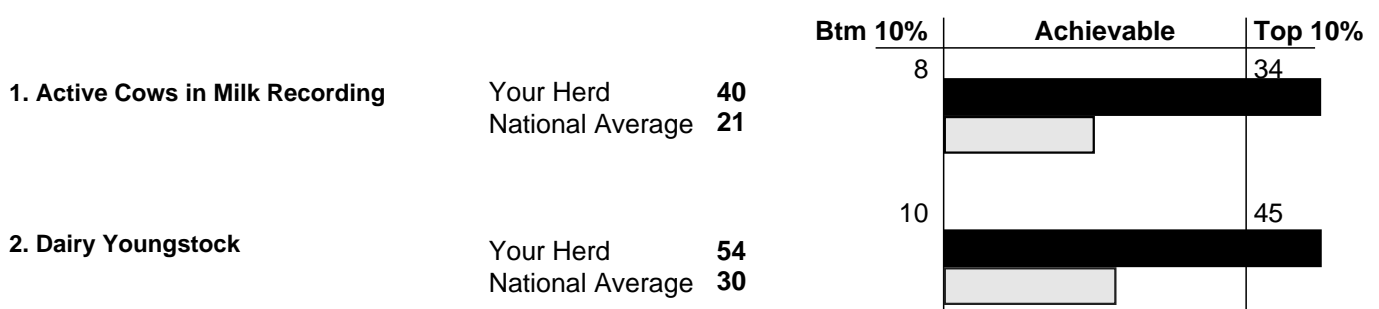 Btm 10% Achievable Top 10%
8 34
1. Active Cows in Milk Recording Your Herd 40
National Average 21
10 45
2. Dairy Youngstock Your Herd 54
National Average 30